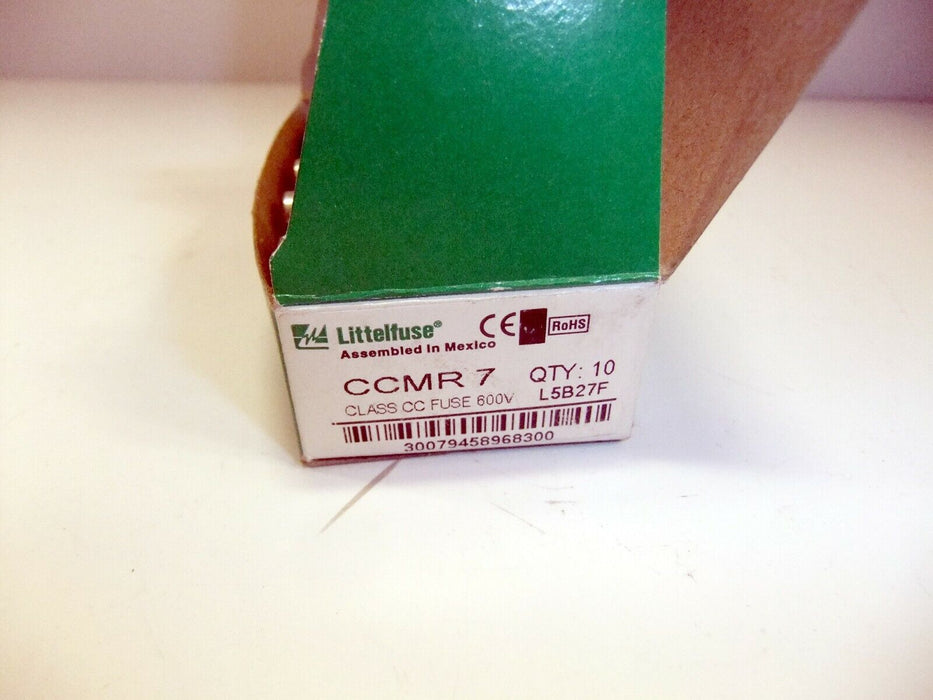 Littelfuse® CE RoHS
Assembled In Mexico
CCMR 7 QTY: 10
CLASS CC FUSE 600V L5B27F
30079458968300